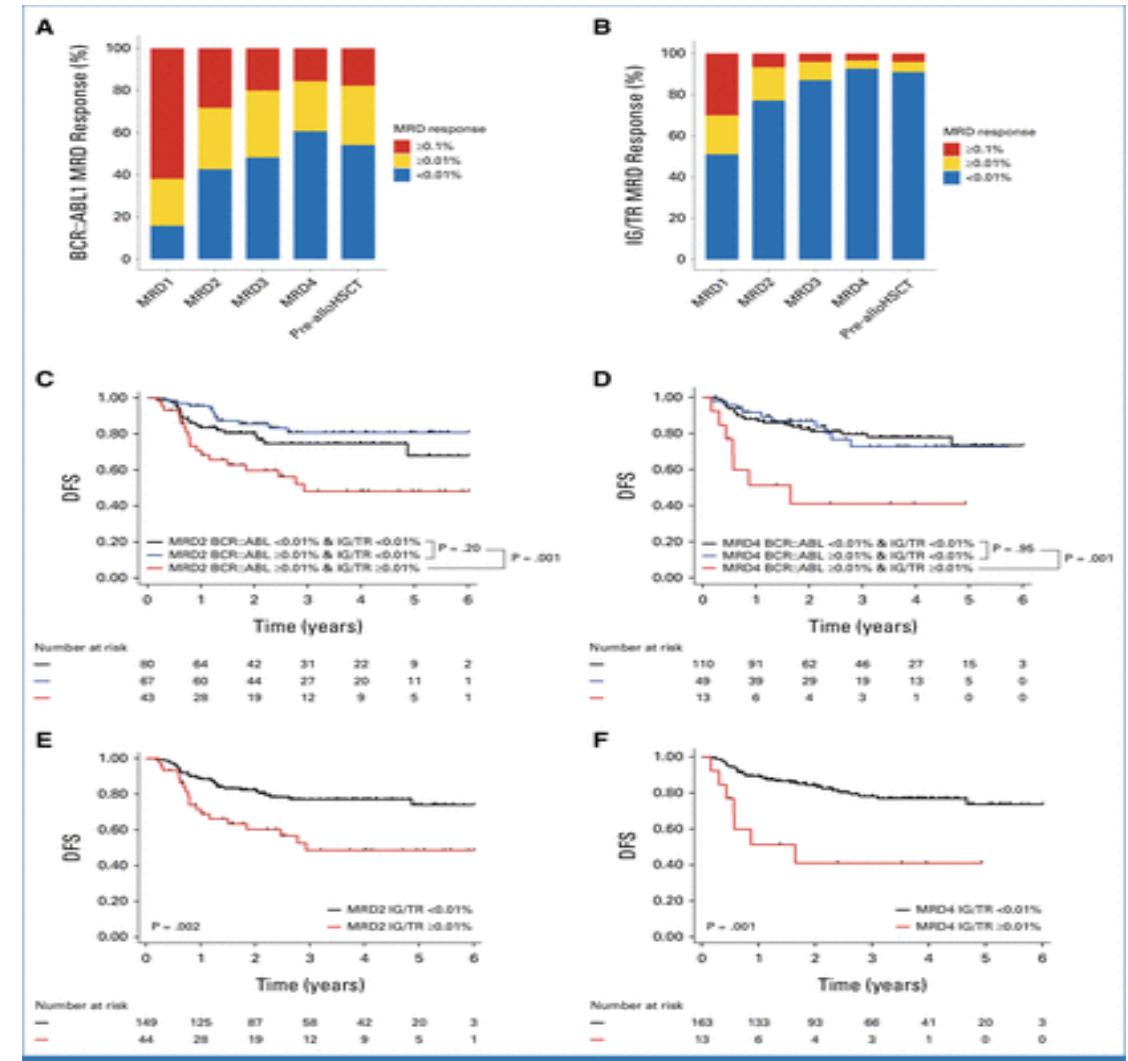 A
BCR::ABL1 MRD Response (%)
100
80
60
40
20
0
MRD1
MRD2
MRD3
MRD4
Pre-alloHSCT
MRD response
≥0.1%
≥0.01%
<0.01%
B
IG/TR MRD Response (%)
100
80
60
40
20
0
MRD1
MRD2
MRD3
MRD4
Pre-alloHSCT
MRD response
≥0.1%
≥0.01%
<0.01%
C
DFS
1.00
0.80
0.60
0.40
0.20
0.00
MRD2 BCR::ABL <0.01% & IG/TR <0.01%
MRD2 BCR::ABL ≥0.01% & IG/TR <0.01%
MRD2 BCR::ABL ≥0.01% & IG/TR ≥0.01%
P = .20
P = .001
0 1 2 3 4 5 6
Time (years)
Number at risk
80 64 42 31 22 9 2
67 60 44 27 20 11 1
43 28 19 12 9 5 1
D
DFS
1.00
0.80
0.60
0.40
0.20
0.00
MRD4 BCR::ABL <0.01% & IG/TR <0.01%
MRD4 BCR::ABL ≥0.01% & IG/TR <0.01%
MRD4 BCR::ABL ≥0.01% & IG/TR ≥0.01%
P = .95
P = .001
0 1 2 3 4 5 6
Time (years)
Number at risk
110 91 62 46 27 15 3
49 39 29 19 13 5 0
13 6 4 3 1 0 0
E
DFS
1.00
0.80
0.60
0.40
0.20
0.00
MRD2 IG/TR <0.01%
MRD2 IG/TR ≥0.01%
P = .002
0 1 2 3 4 5 6
Time (years)
Number at risk
149 125 87 58 42 20 3
44 28 19 12 9 5 1
F
DFS
1.00
0.80
0.60
0.40
0.20
0.00
MRD4 IG/TR <0.01%
MRD4 IG/TR ≥0.01%
P = .001
0 1 2 3 4 5 6
Time (years)
Number at risk
163 133 93 66 41 20 3
13 6 4 3 1 0 0